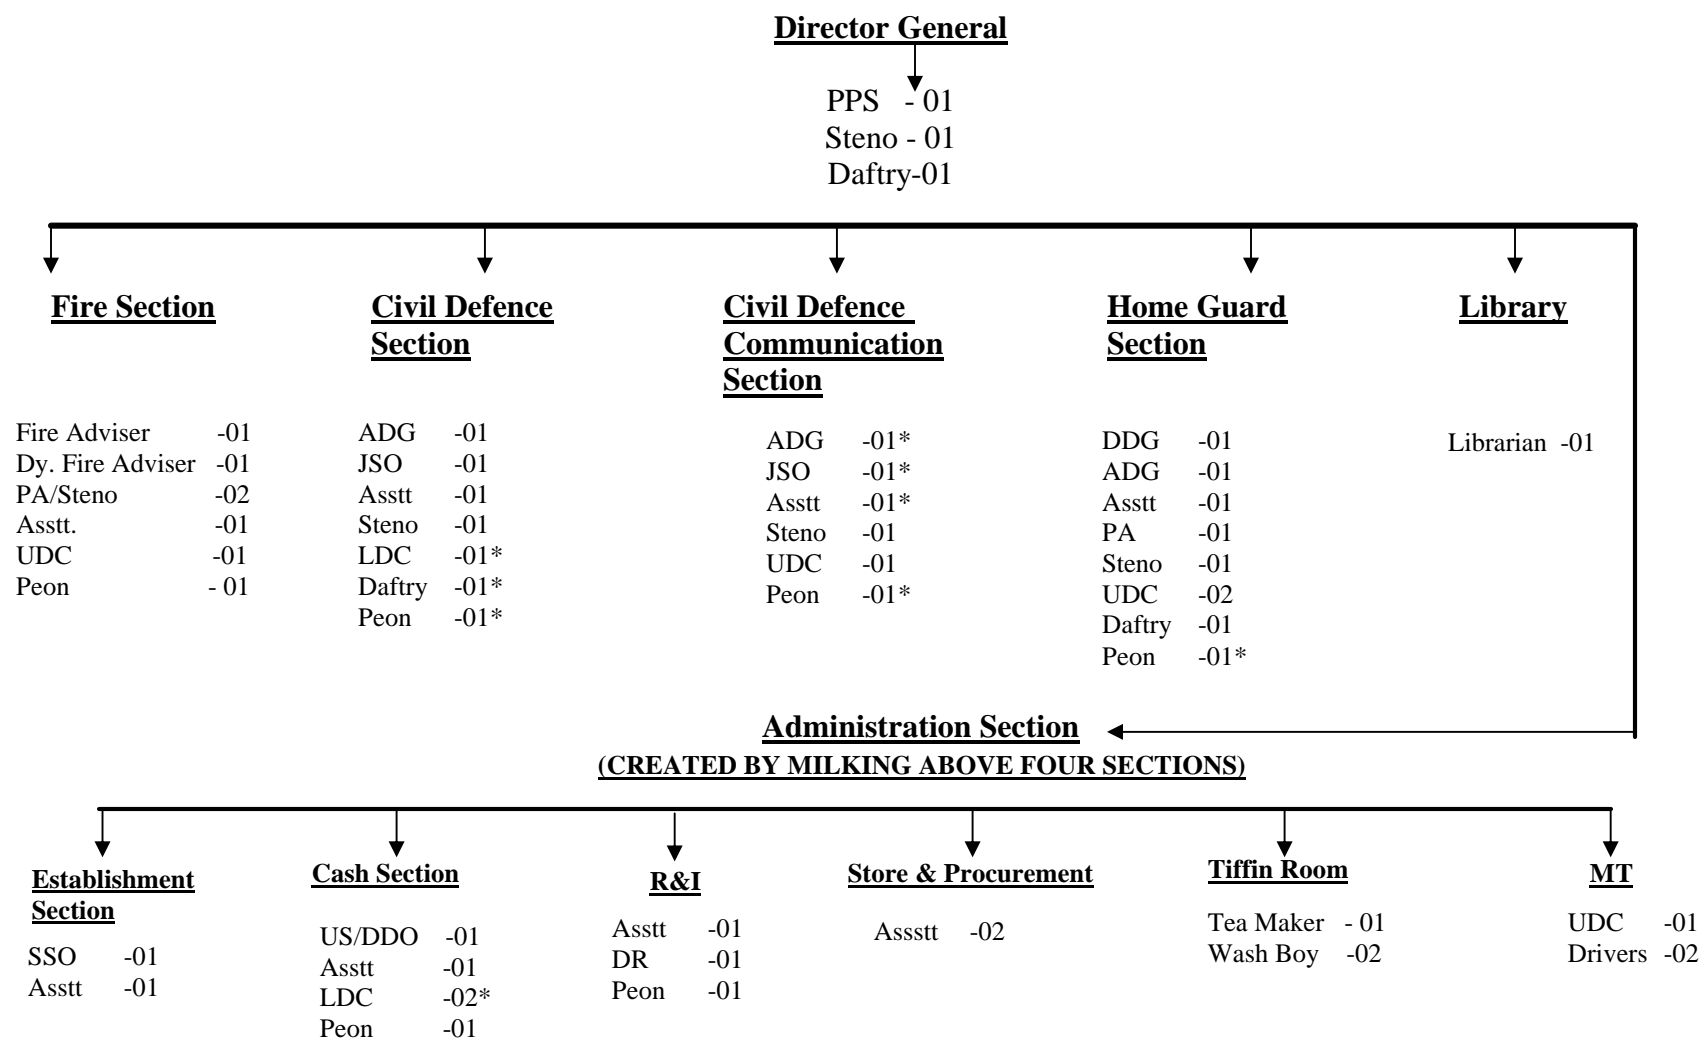 Director General
PPS - 01
Steno - 01
Daftry-01
Fire Section
Fire Adviser -01
Dy. Fire Adviser -01
PA/Steno -02
Asstt. -01
UDC -01
Peon - 01
Civil Defence
Section
ADG -01
JSO -01
Asstt -01
Steno -01
LDC -01*
Daftry -01*
Peon -01*
Civil Defence
Communication
Section
ADG -01*
JSO -01*
Asstt -01*
Steno -01
UDC -01
Peon -01*
Home Guard
Section
DDG -01
ADG -01
Asstt -01
PA -01
Steno -01
UDC -02
Daftry -01
Peon -01*
Library
Librarian -01
Administration Section
(CREATED BY MILKING ABOVE FOUR SECTIONS)
Establishment
Section
SSO -01
Asstt -01
Cash Section
US/DDO -01
Asstt -01
LDC -02*
Peon -01
R&I
Asstt -01
DR -01
Peon -01
Store & Procurement
Assstt -02
Tiffin Room
Tea Maker - 01
Wash Boy -02
MT
UDC -01
Drivers -02